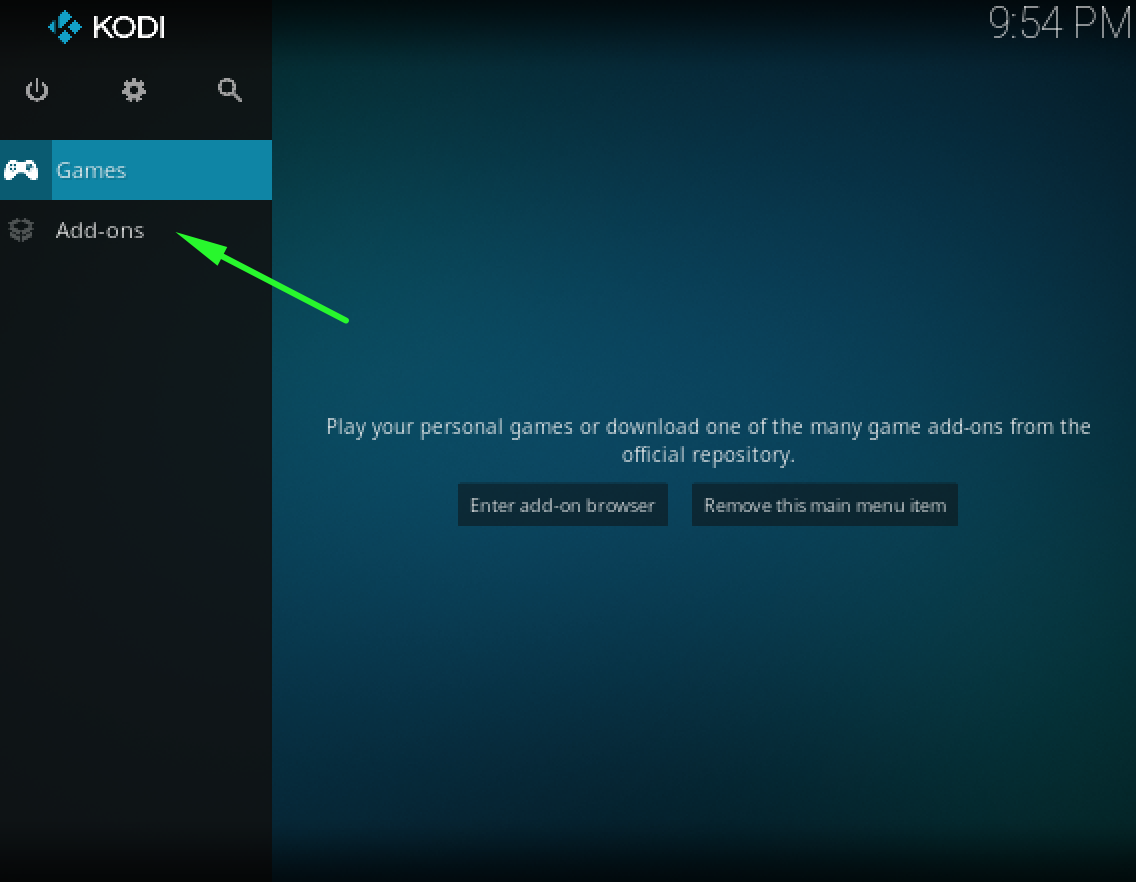 KODI
9:54 PM
Games
Add-ons
Play your personal games or download one of the many game add-ons from the
official repository.
Enter add-on browser
Remove this main menu item